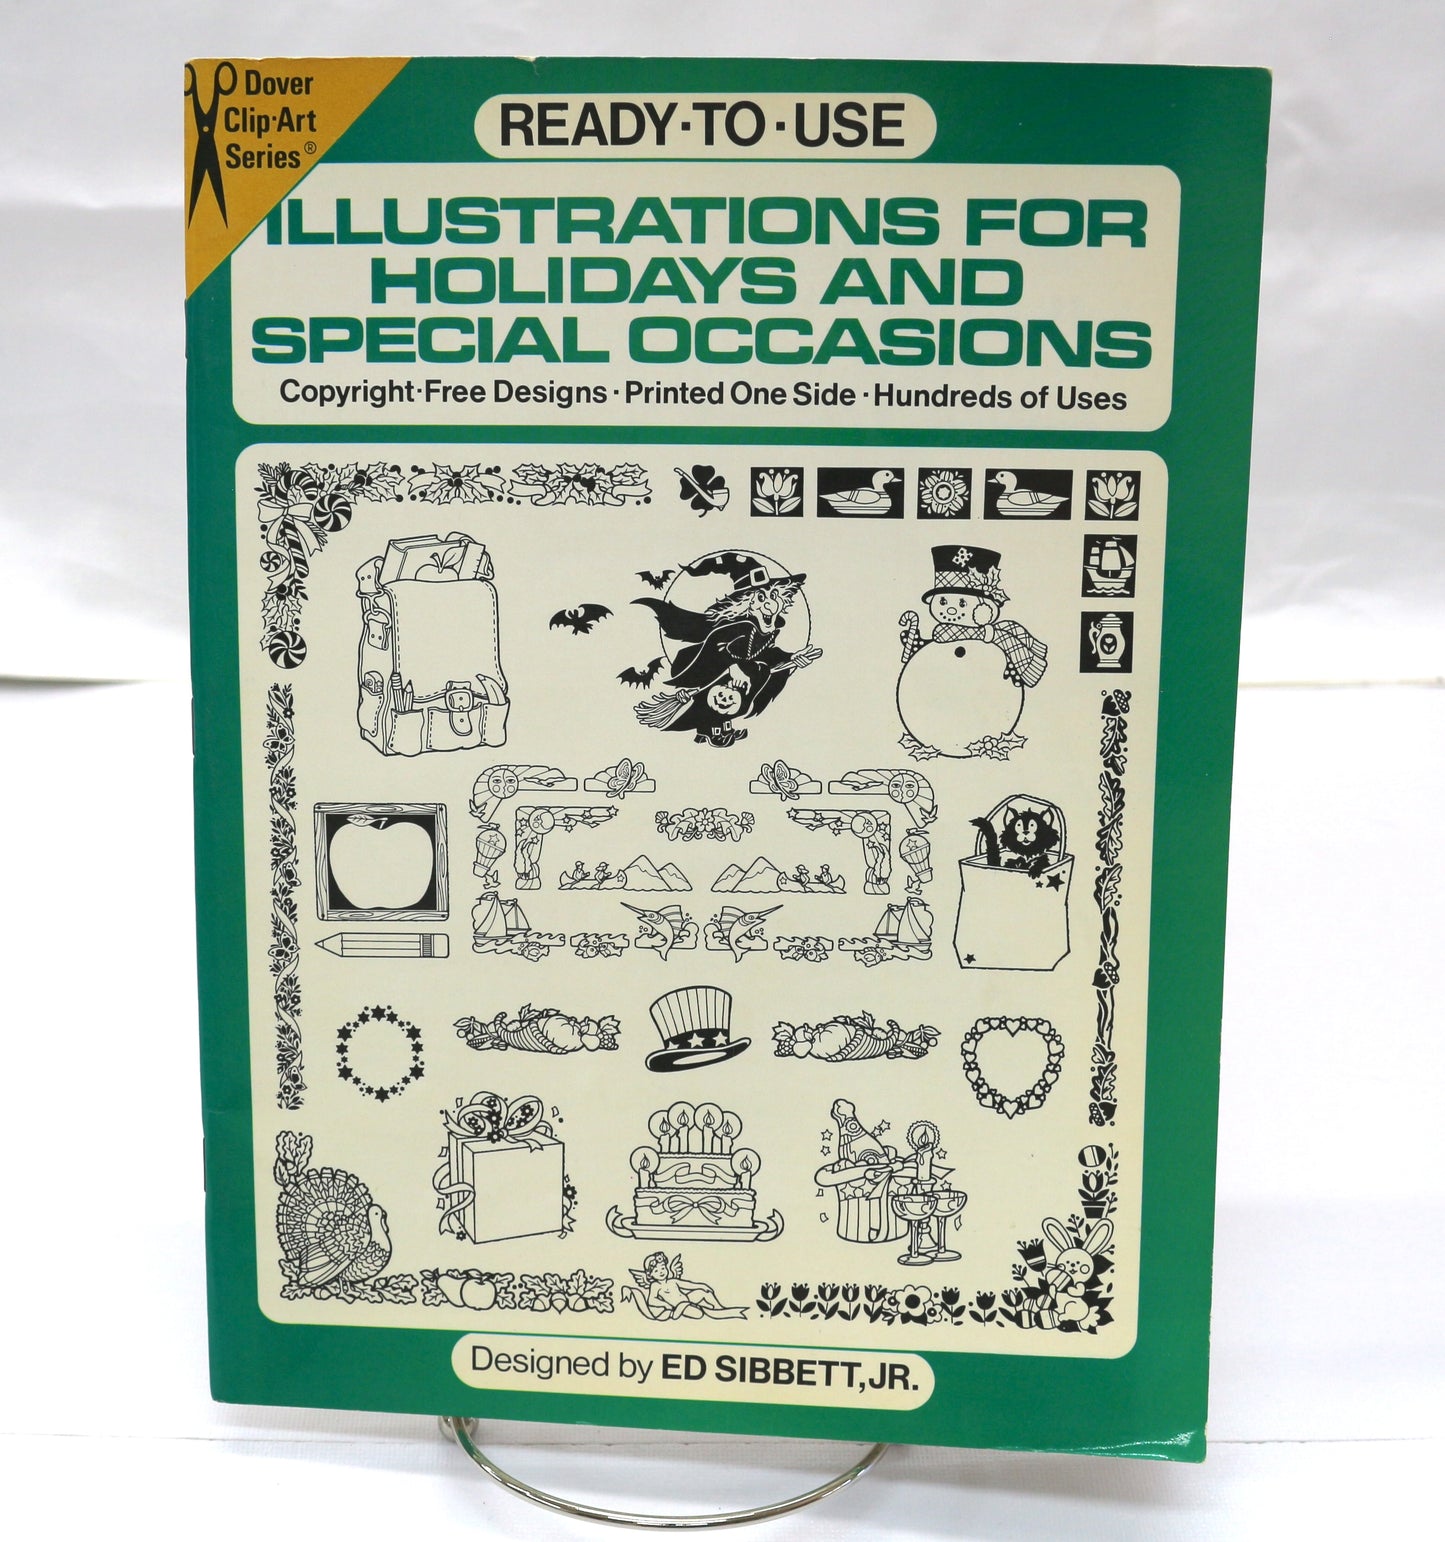 Dover
Clip·Art
Series®
READY·TO·USE
ILLUSTRATIONS FOR
HOLIDAYS AND
SPECIAL OCCASIONS
Copyright·Free Designs·Printed One Side·Hundreds of Uses
Designed by ED SIBBETT, JR.